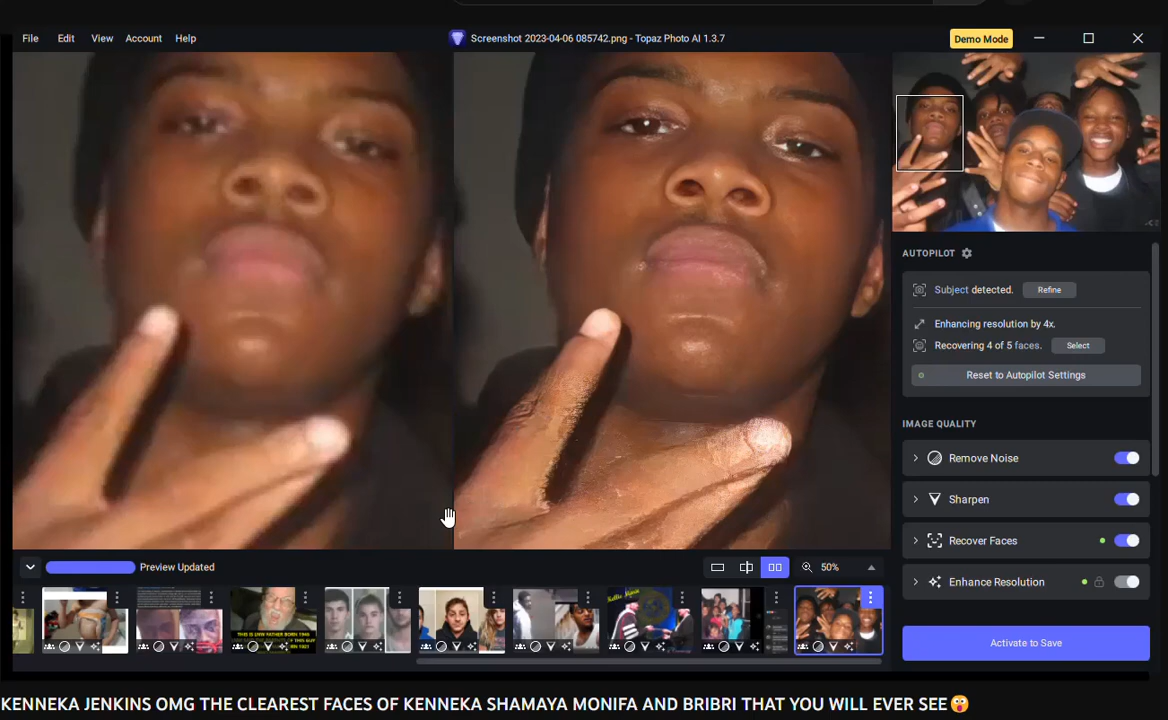 File Edit View Account Help
Screenshot 2023-04-06 085742.png - Topaz Photo AI 1.3.7
Demo Mode
AUTOPILOT
Subject detected. Refine
Enhancing resolution by 4x.
Recovering 4 of 5 faces. Select
Reset to Autopilot Settings
IMAGE QUALITY
Remove Noise
Sharpen
Recover Faces
Enhance Resolution
Preview Updated
50%
Activate to Save
KENNEKA JENKINS OMG THE CLEAREST FACES OF KENNEKA SHAMAYA MONIFA AND BRIBRI THAT YOU WILL EVER SEE😲